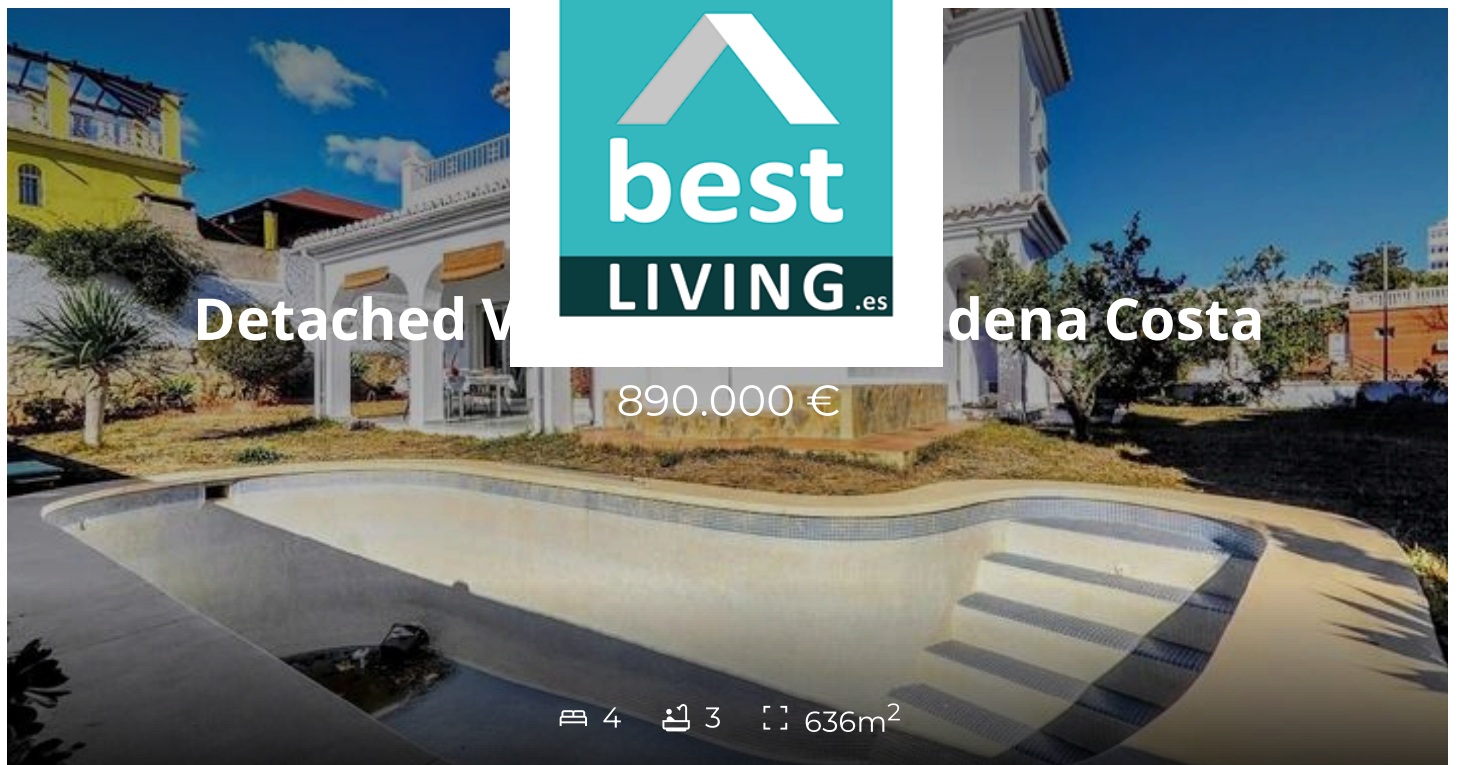 best
LIVING.es
Detached V dena Costa
890.000 €
4 3 636m²